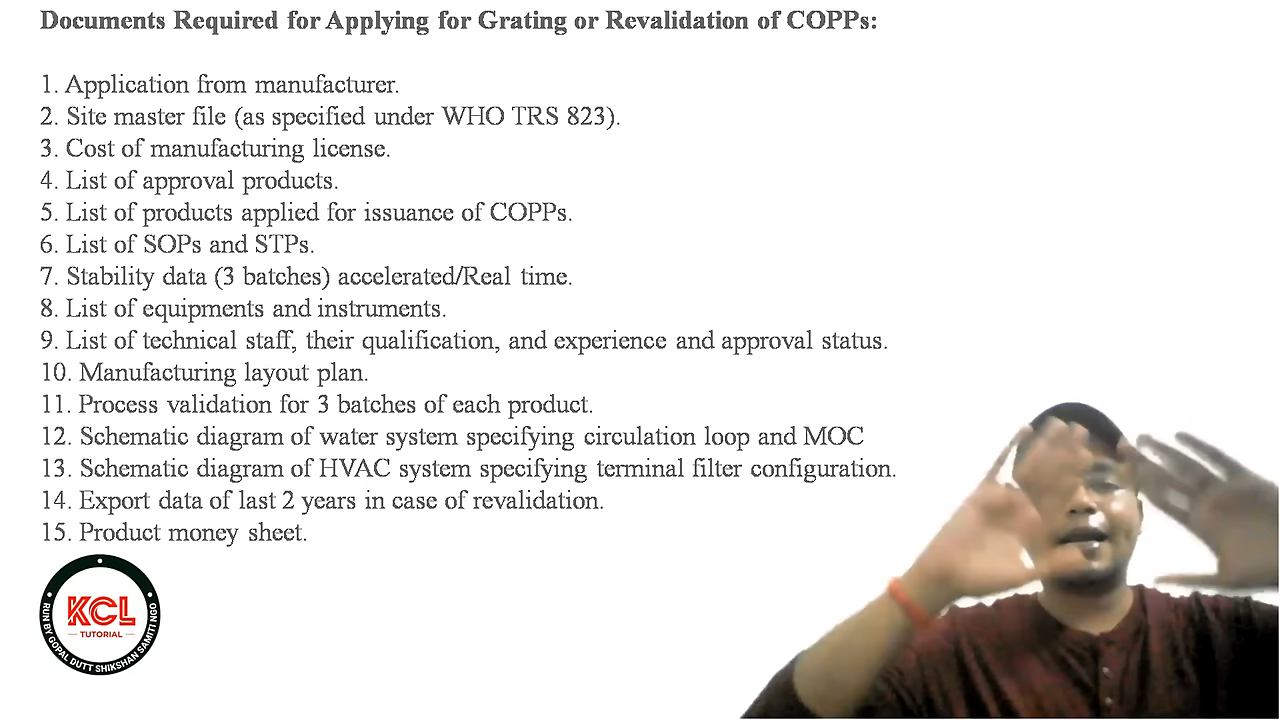 Documents Required for Applying for Grating or Revalidation of COPPs:
1. Application from manufacturer.
2. Site master file (as specified under WHO TRS 823).
3. Cost of manufacturing license.
4. List of approval products.
5. List of products applied for issuance of COPPs.
6. List of SOPs and STPs.
7. Stability data (3 batches) accelerated/Real time.
8. List of equipments and instruments.
9. List of technical staff, their qualification, and experience and approval status.
10. Manufacturing layout plan.
11. Process validation for 3 batches of each product.
12. Schematic diagram of water system specifying circulation loop and MOC
13. Schematic diagram of HVAC system specifying terminal filter configuration.
14. Export data of last 2 years in case of revalidation.
15. Product money sheet.
KCL
TUTORIAL
RUN BY GOPAL DUTT SHIKSHAN SAMITI NGO